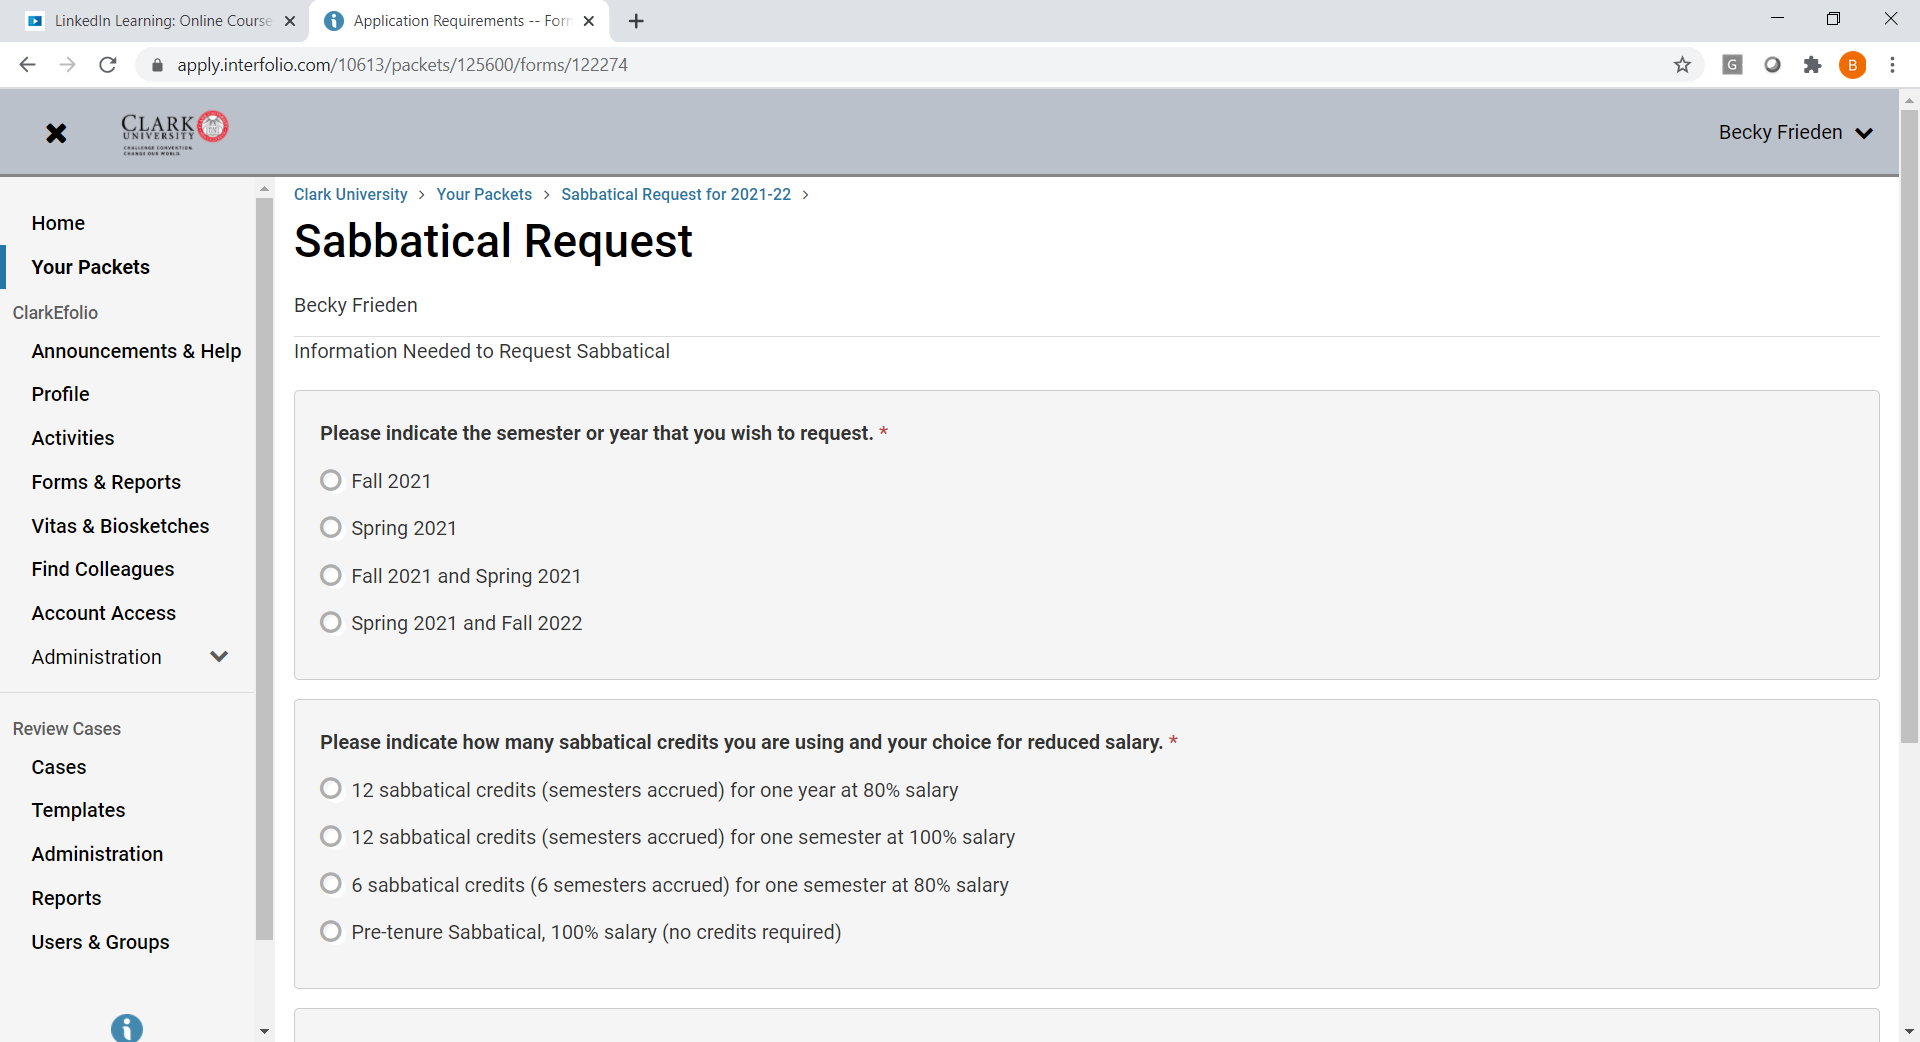 LinkedIn Learning: Online Course
Application Requirements -- Form
apply.interfolio.com/10613/packets/125600/forms/122274
G
B
CLARK
UNIVERSITY
CHALLENGE CONVENTION.
CHANGE OUR WORLD.
Becky Frieden
Home
Your Packets
ClarkEfolio
Announcements & Help
Profile
Activities
Forms & Reports
Vitas & Biosketches
Find Colleagues
Account Access
Administration
Review Cases
Cases
Templates
Administration
Reports
Users & Groups
Clark University > Your Packets > Sabbatical Request for 2021-22 >
Sabbatical Request
Becky Frieden
Information Needed to Request Sabbatical
Please indicate the semester or year that you wish to request. *
Fall 2021
Spring 2021
Fall 2021 and Spring 2021
Spring 2021 and Fall 2022
Please indicate how many sabbatical credits you are using and your choice for reduced salary. *
12 sabbatical credits (semesters accrued) for one year at 80% salary
12 sabbatical credits (semesters accrued) for one semester at 100% salary
6 sabbatical credits (6 semesters accrued) for one semester at 80% salary
Pre-tenure Sabbatical, 100% salary (no credits required)